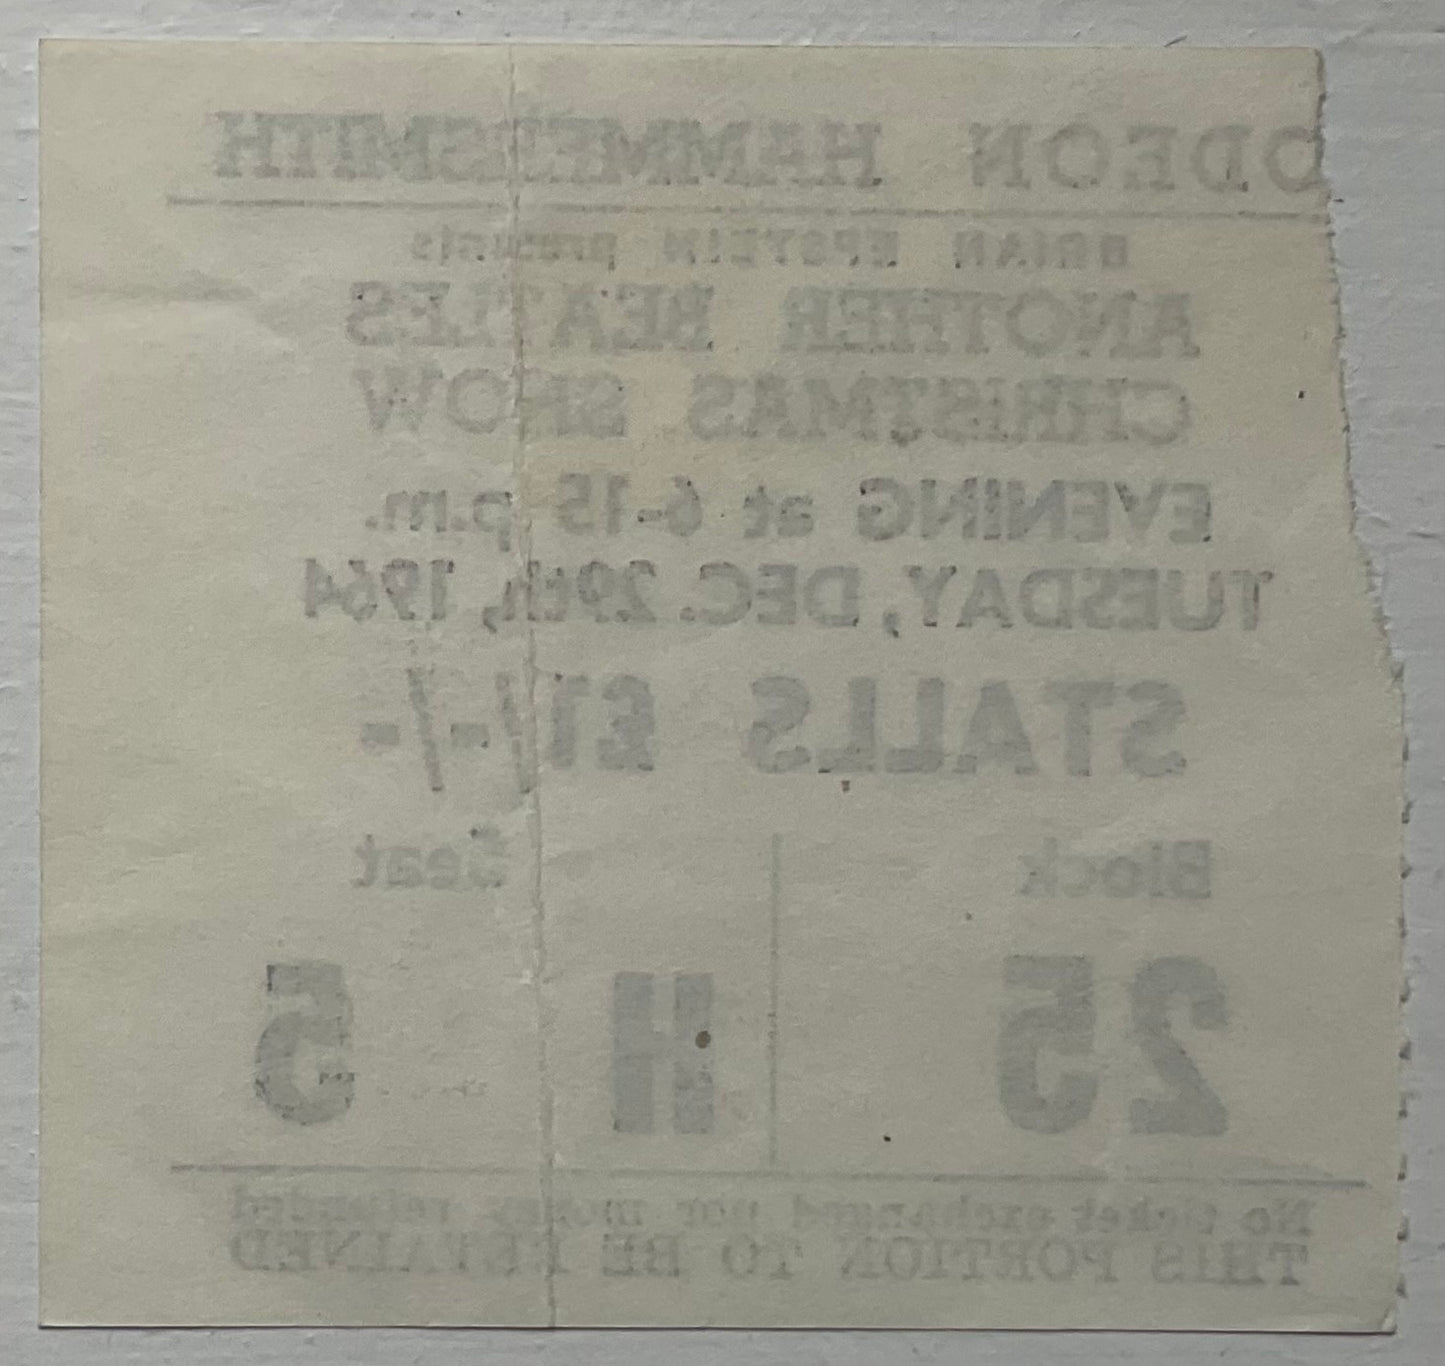 ODEON HAMMERSMITH
BRIAN EPSTEIN presents
ANOTHER BEATLES
CHRISTMAS SHOW
EVENING at 6-15 p.m.
TUESDAY, DEC. 29th, 1964
STALLS £1/-/-
Block Seat
25 H 5
No ticket exchanged nor money refunded
THIS PORTION TO BE RETAINED